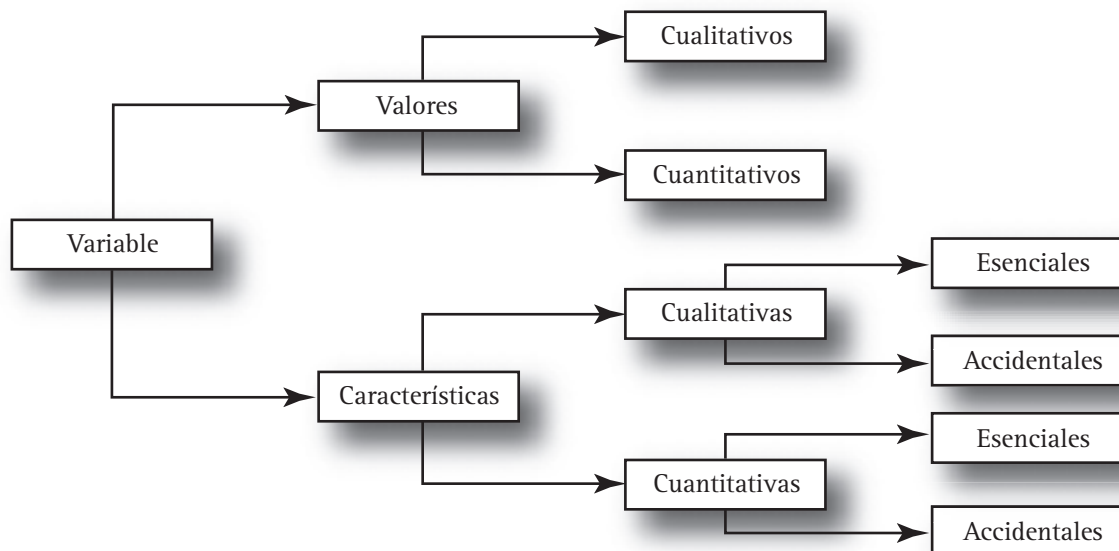 Cualitativos
Valores
Cuantitativos
Variable
Esenciales
Cualitativas
Accidentales
Características
Esenciales
Cuantitativas
Accidentales